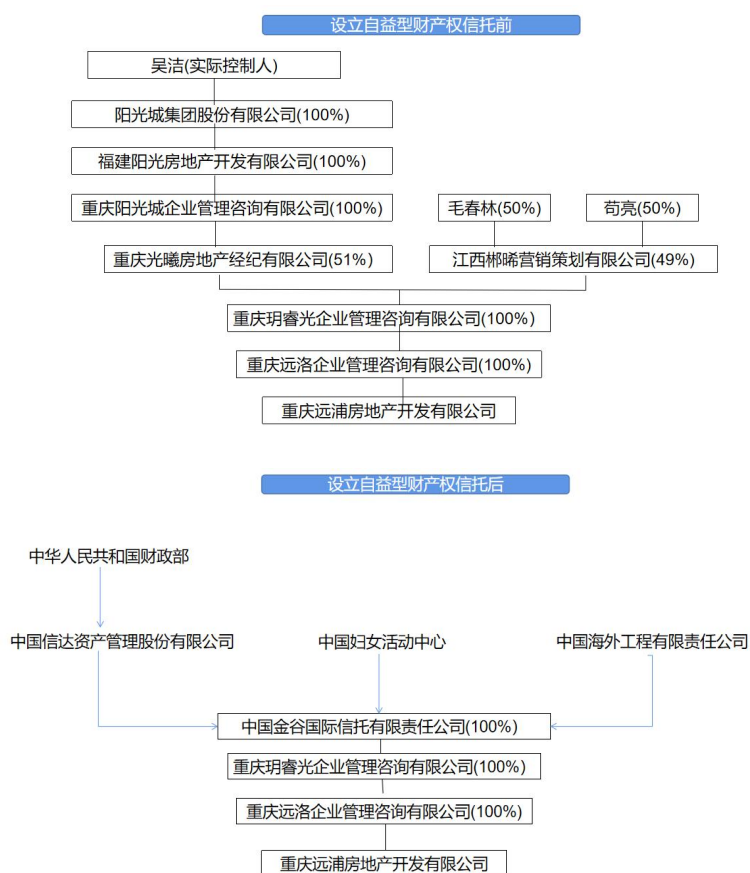 设立自益型财产权信托前
吴洁(实际控制人)
阳光城集团股份有限公司(100%)
福建阳光房地产开发有限公司(100%)
重庆阳光城企业管理咨询有限公司(100%)
毛春林(50%)
苟亮(50%)
重庆光曦房地产经纪有限公司(51%)
江西郴晞营销策划有限公司(49%)
重庆玥睿光企业管理咨询有限公司(100%)
重庆远洛企业管理咨询有限公司(100%)
重庆远浦房地产开发有限公司
设立自益型财产权信托后
中华人民共和国财政部
中国信达资产管理股份有限公司
中国妇女活动中心
中国海外工程有限责任公司
中国金谷国际信托有限责任公司(100%)
重庆玥睿光企业管理咨询有限公司(100%)
重庆远洛企业管理咨询有限公司(100%)
重庆远浦房地产开发有限公司